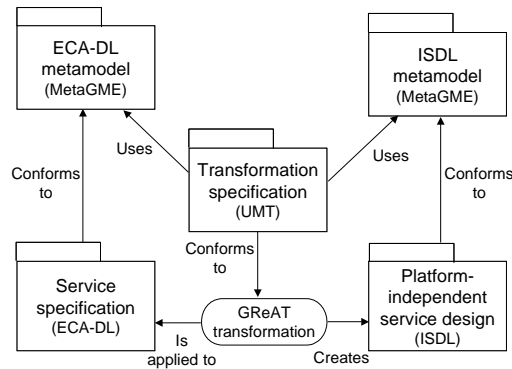 ECA-DL
metamodel
(MetaGME)
ISDL
metamodel
(MetaGME)
Uses
Uses
Transformation
specification
(UMT)
Conforms
to
Conforms
to
Conforms
to
Service
specification
(ECA-DL)
GReAT
transformation
Platform-
independent
service design
(ISDL)
Is
applied to
Creates